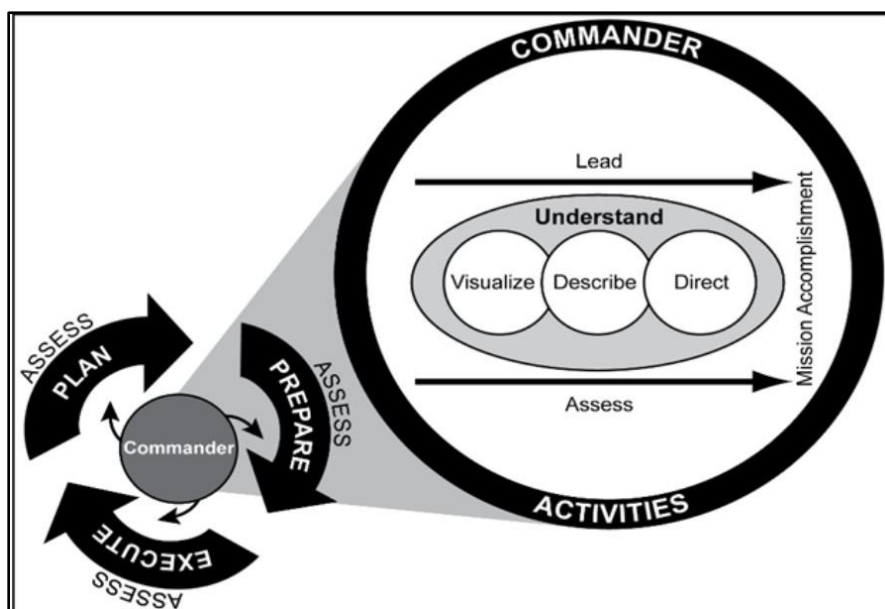 COMMANDER
Lead
Understand
Visualize
Describe
Direct
Mission Accomplishment
Assess
ACTIVITIES
ASSESS
PLAN
ASSESS
PREPARE
Commander
EXECUTE
ASSESS